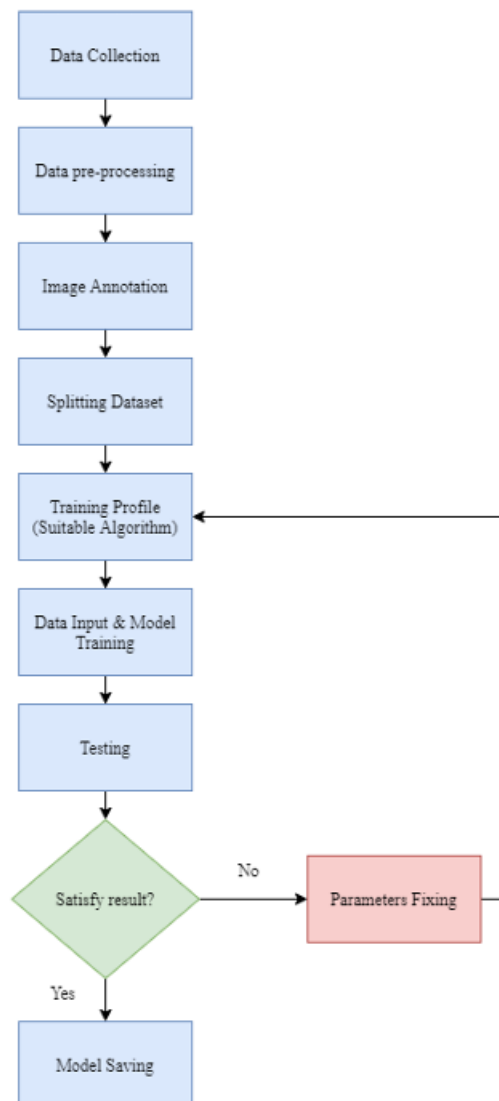 Data Collection
Data pre-processing
Image Annotation
Splitting Dataset
Training Profile
(Suitable Algorithm)
Data Input & Model
Training
Testing
Satisfy result?
No
Parameters Fixing
Yes
Model Saving